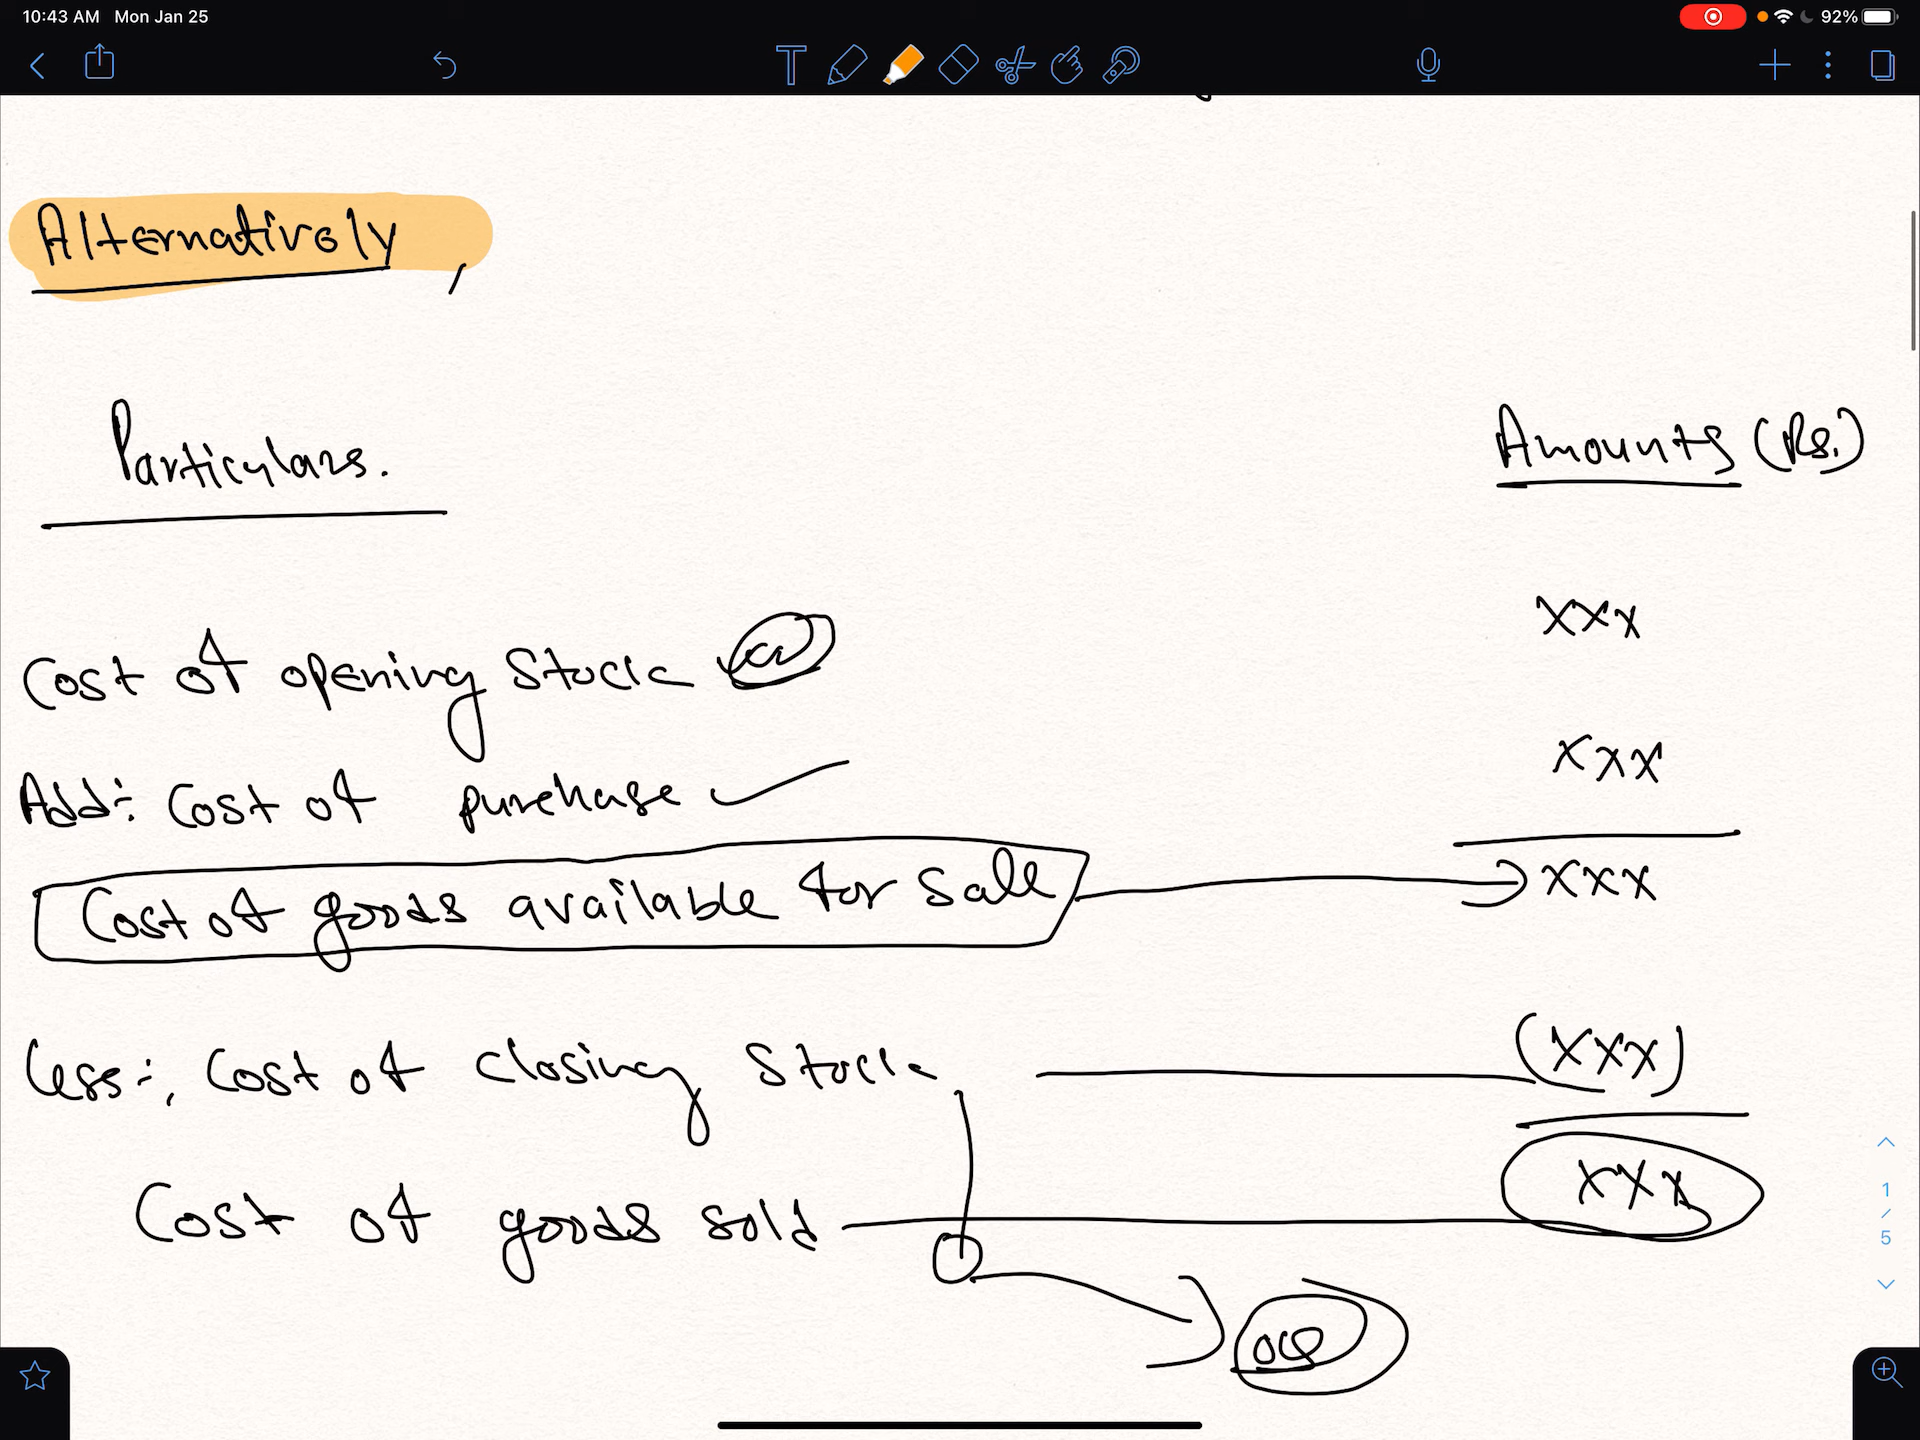 10:43 AM Mon Jan 25
92%
Alternatively,
Particulars.
Amounts (Rs.)
Cost of opening Stock
xxx
Add:- Cost of purchase
xxx
Cost of goods available for Sale
xxx
Less:- Cost of closing Stock
(xxx)
Cost of goods sold
xxx
1
/
5